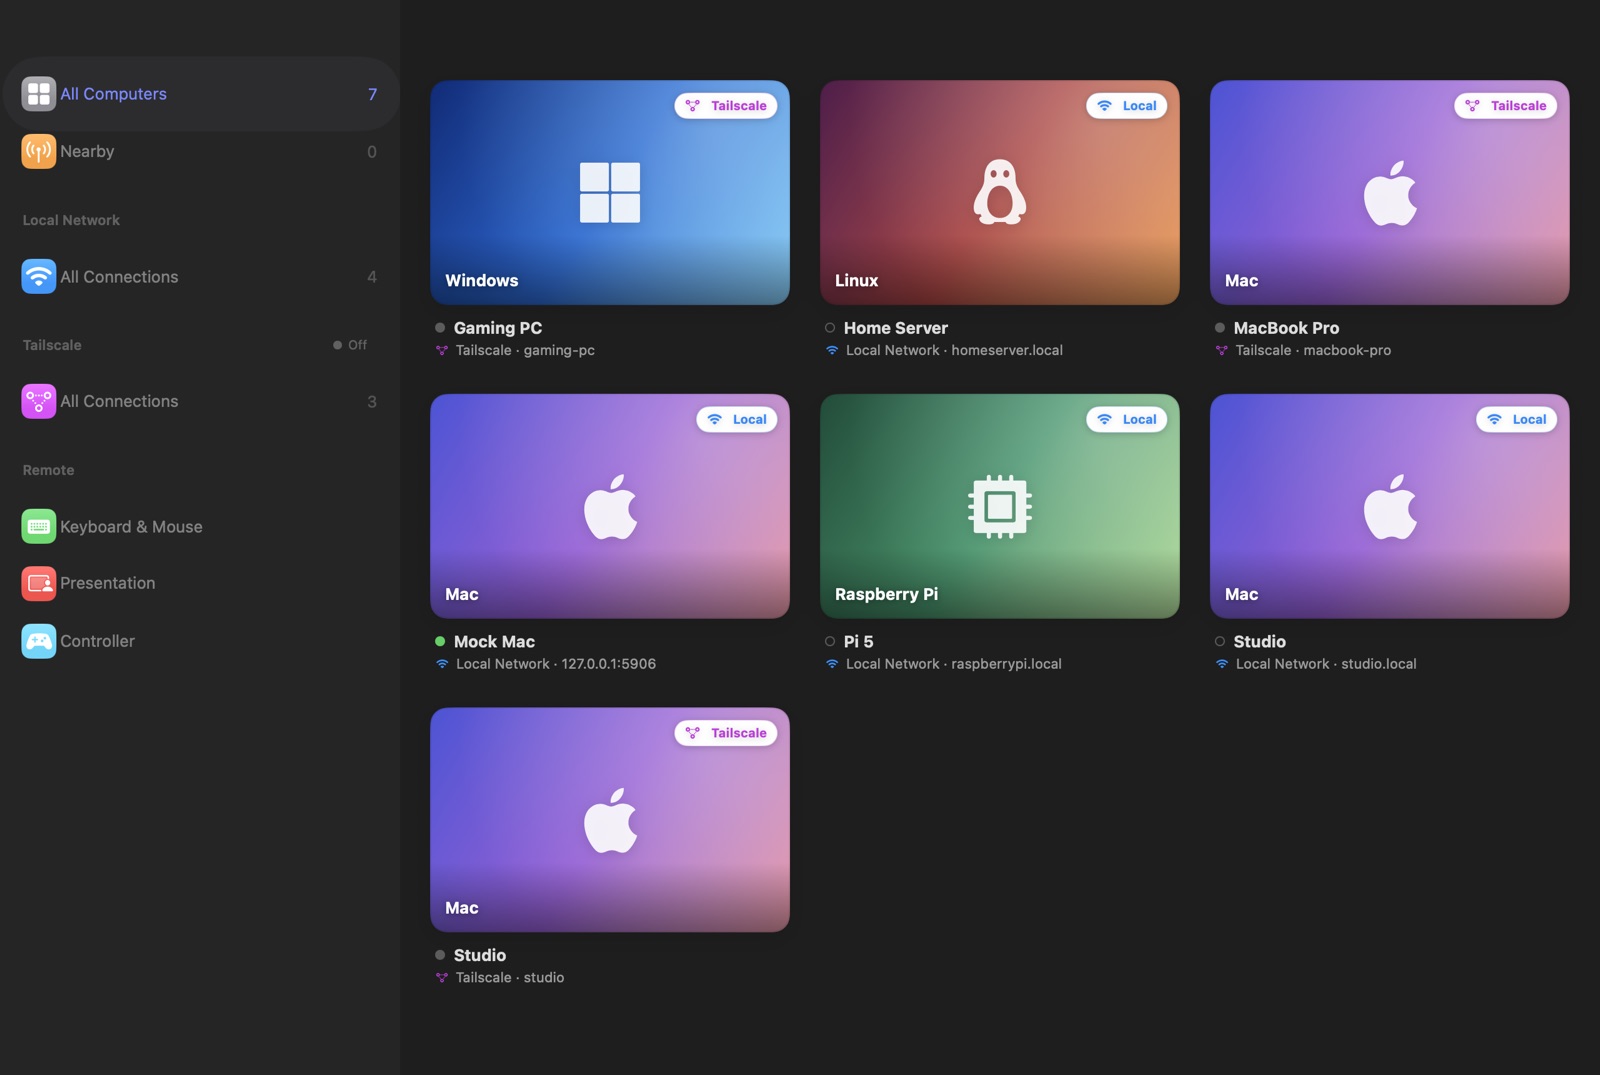 All Computers 7
Nearby 0
Local Network
All Connections 4
Tailscale Off
All Connections 3
Remote
Keyboard & Mouse
Presentation
Controller
Tailscale
Windows
Gaming PC
Tailscale · gaming-pc
Local
Linux
Home Server
Local Network · homeserver.local
Tailscale
Mac
MacBook Pro
Tailscale · macbook-pro
Local
Mac
Mock Mac
Local Network · 127.0.0.1:5906
Local
Raspberry Pi
Pi 5
Local Network · raspberrypi.local
Local
Mac
Studio
Local Network · studio.local
Tailscale
Mac
Studio
Tailscale · studio